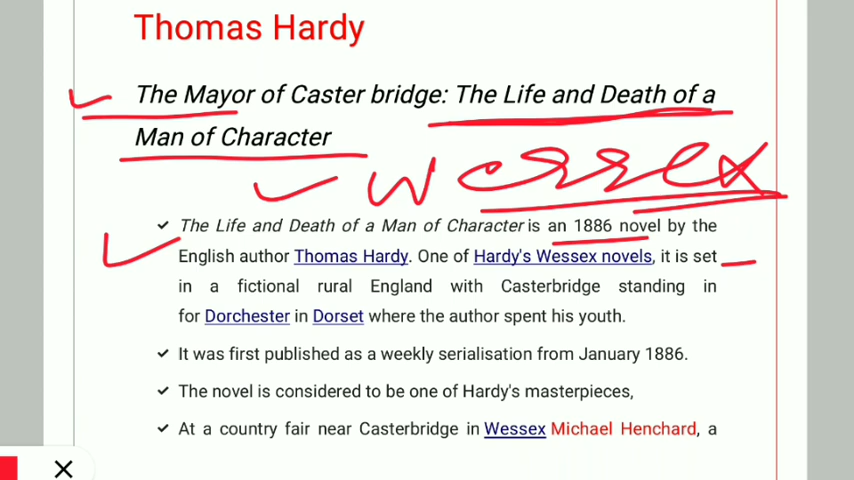 Thomas Hardy
The Mayor of Caster bridge: The Life and Death of a
Man of Character
wessex
The Life and Death of a Man of Character is an 1886 novel by the
English author Thomas Hardy. One of Hardy's Wessex novels, it is set
in a fictional rural England with Casterbridge standing in
for Dorchester in Dorset where the author spent his youth.
It was first published as a weekly serialisation from January 1886.
The novel is considered to be one of Hardy's masterpieces,
At a country fair near Casterbridge in Wessex Michael Henchard, a